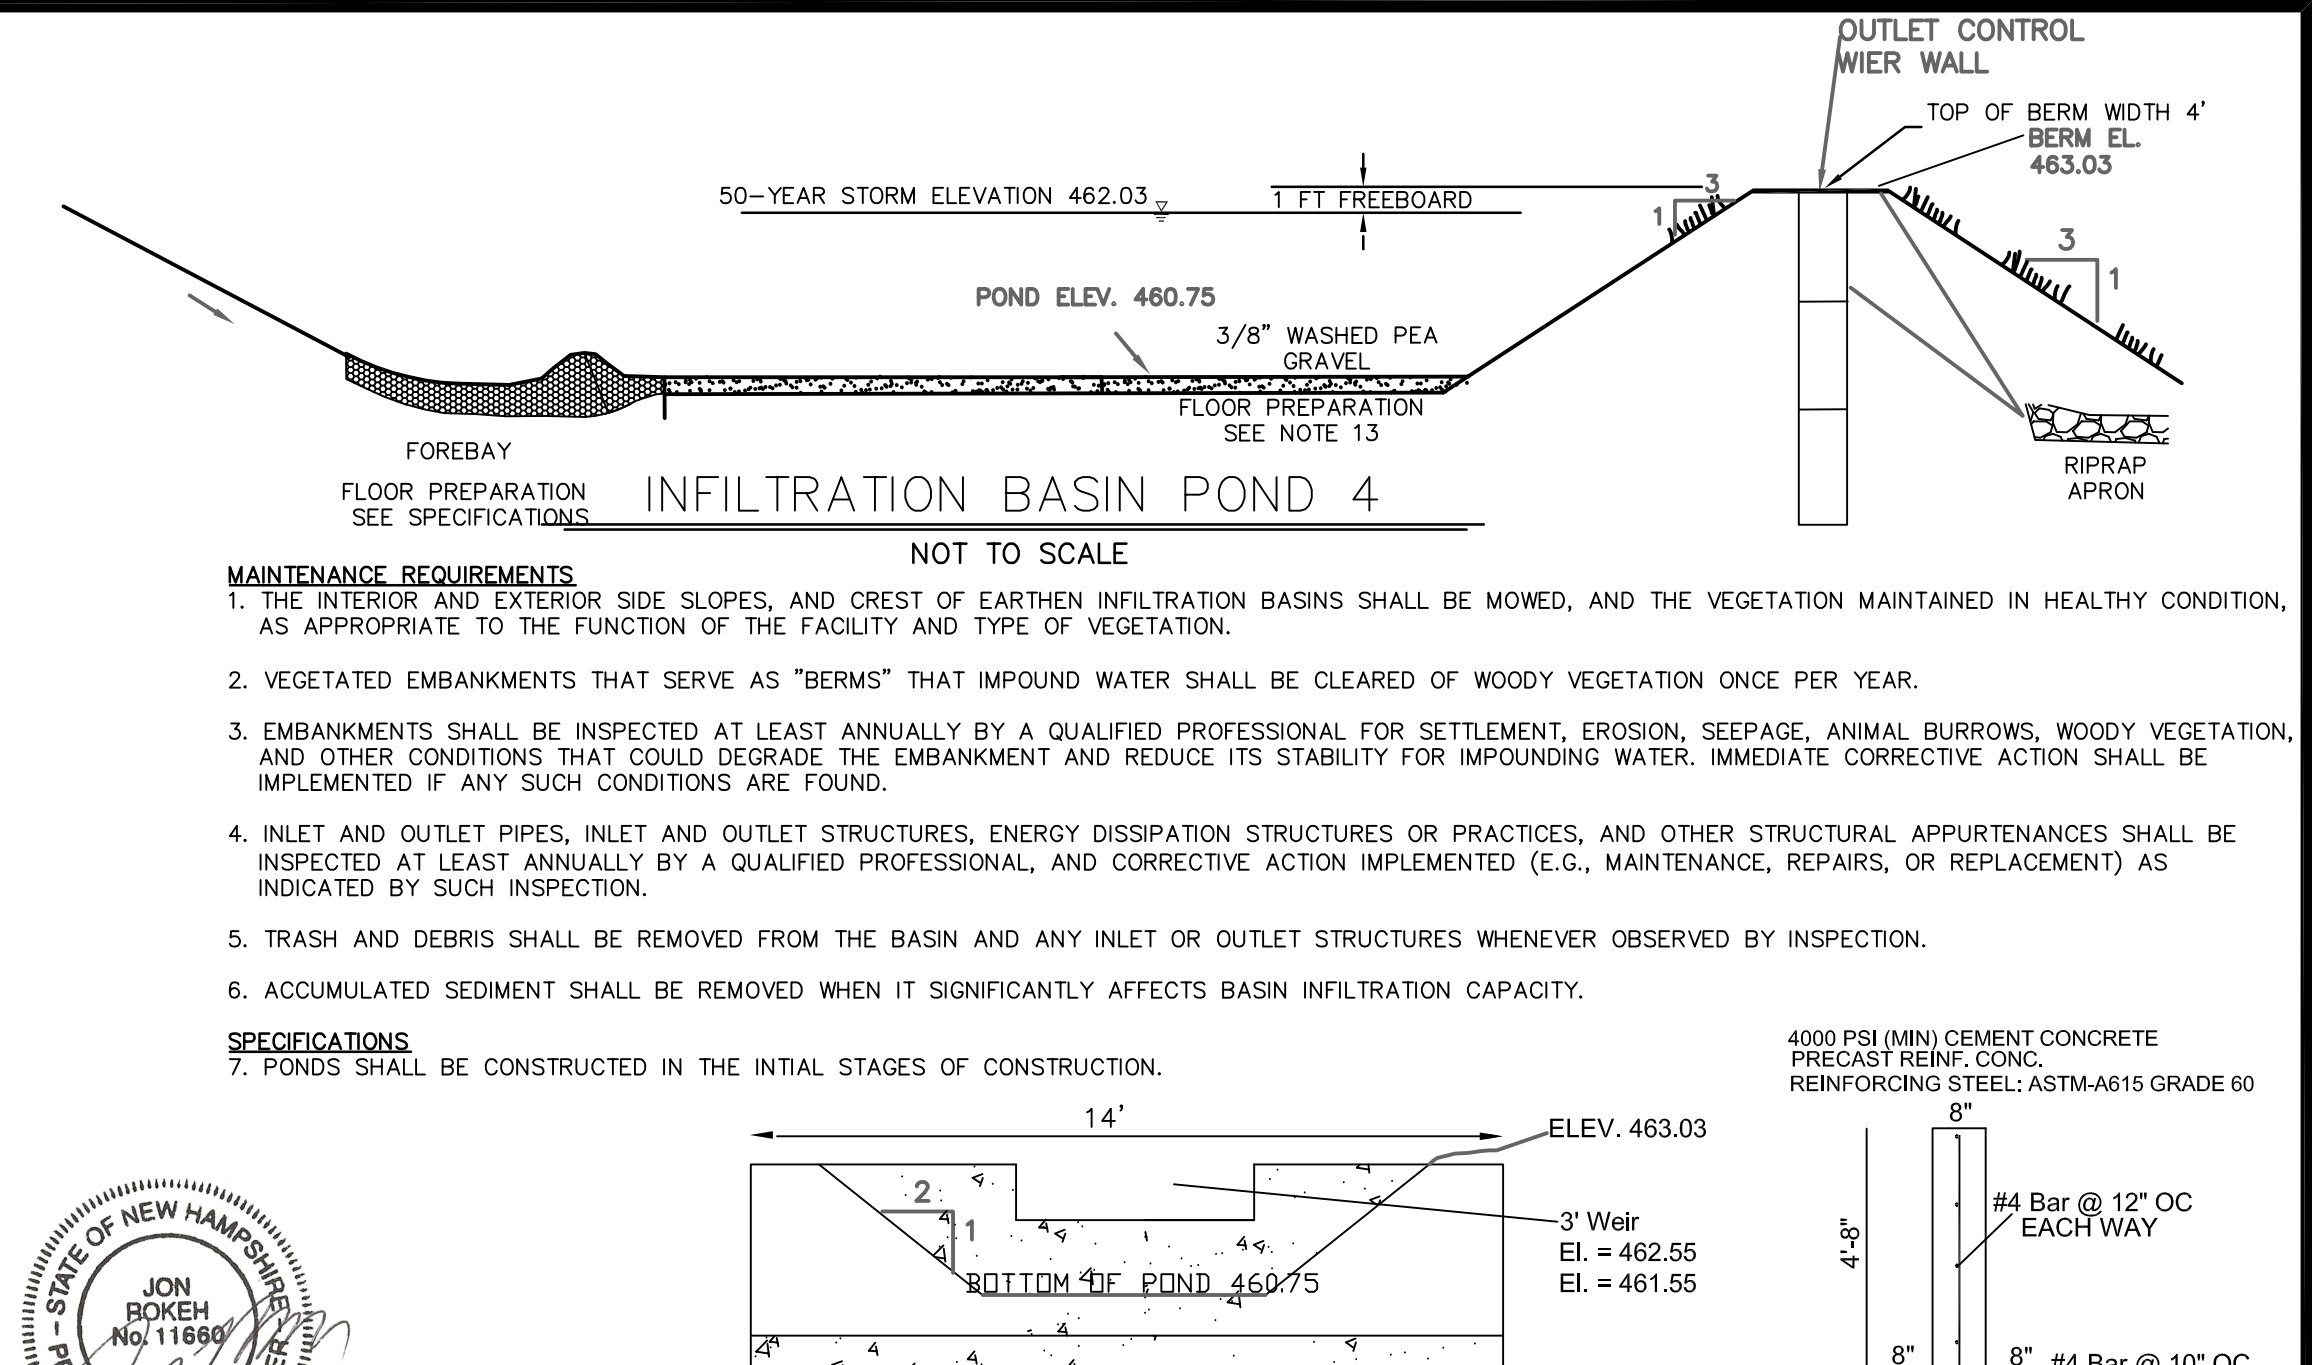 OUTLET CONTROL
WIER WALL
TOP OF BERM WIDTH 4'
BERM EL.
463.03
50-YEAR STORM ELEVATION 462.03
1 FT FREEBOARD
3
1
3
1
POND ELEV. 460.75
3/8" WASHED PEA
GRAVEL
FLOOR PREPARATION
SEE NOTE 13
FOREBAY
FLOOR PREPARATION
SEE SPECIFICATIONS
RIPRAP
APRON
INFILTRATION BASIN POND 4
NOT TO SCALE
MAINTENANCE REQUIREMENTS
1. THE INTERIOR AND EXTERIOR SIDE SLOPES, AND CREST OF EARTHEN INFILTRATION BASINS SHALL BE MOWED, AND THE VEGETATION MAINTAINED IN HEALTHY CONDITION,
AS APPROPRIATE TO THE FUNCTION OF THE FACILITY AND TYPE OF VEGETATION.
2. VEGETATED EMBANKMENTS THAT SERVE AS "BERMS" THAT IMPOUND WATER SHALL BE CLEARED OF WOODY VEGETATION ONCE PER YEAR.
3. EMBANKMENTS SHALL BE INSPECTED AT LEAST ANNUALLY BY A QUALIFIED PROFESSIONAL FOR SETTLEMENT, EROSION, SEEPAGE, ANIMAL BURROWS, WOODY VEGETATION,
AND OTHER CONDITIONS THAT COULD DEGRADE THE EMBANKMENT AND REDUCE ITS STABILITY FOR IMPOUNDING WATER. IMMEDIATE CORRECTIVE ACTION SHALL BE
IMPLEMENTED IF ANY SUCH CONDITIONS ARE FOUND.
4. INLET AND OUTLET PIPES, INLET AND OUTLET STRUCTURES, ENERGY DISSIPATION STRUCTURES OR PRACTICES, AND OTHER STRUCTURAL APPURTENANCES SHALL BE
INSPECTED AT LEAST ANNUALLY BY A QUALIFIED PROFESSIONAL, AND CORRECTIVE ACTION IMPLEMENTED (E.G., MAINTENANCE, REPAIRS, OR REPLACEMENT) AS
INDICATED BY SUCH INSPECTION.
5. TRASH AND DEBRIS SHALL BE REMOVED FROM THE BASIN AND ANY INLET OR OUTLET STRUCTURES WHENEVER OBSERVED BY INSPECTION.
6. ACCUMULATED SEDIMENT SHALL BE REMOVED WHEN IT SIGNIFICANTLY AFFECTS BASIN INFILTRATION CAPACITY.
SPECIFICATIONS
7. PONDS SHALL BE CONSTRUCTED IN THE INTIAL STAGES OF CONSTRUCTION.
4000 PSI (MIN) CEMENT CONCRETE
PRECAST REINF. CONC.
REINFORCING STEEL: ASTM-A615 GRADE 60
14'
ELEV. 463.03
2
1
3' Weir
El. = 462.55
El. = 461.55
BOTTOM OF POND 460.75
8"
4'-8"
#4 Bar @ 12" OC
EACH WAY
8"
8"
#4 Bar @ 10" OC
STATE OF NEW HAMPSHIRE
JON
ROKEH
No. 11660